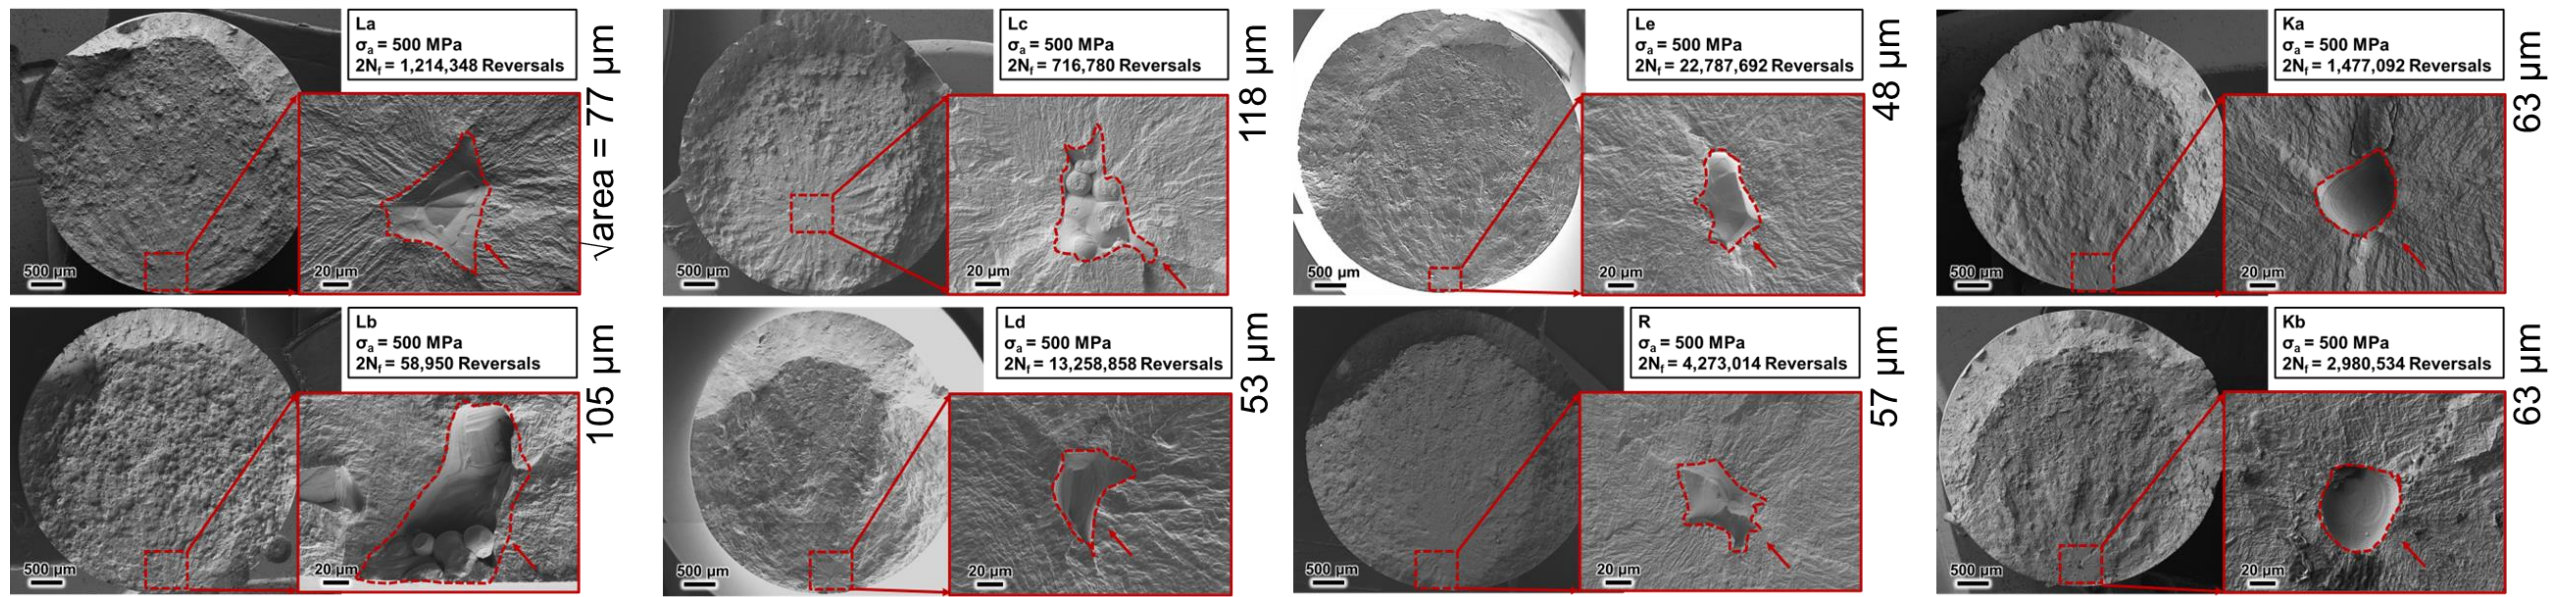 La
σa = 500 MPa
2Nf = 1,214,348 Reversals
500 µm
20 µm
√area = 77 µm
Lc
σa = 500 MPa
2Nf = 716,780 Reversals
500 µm
20 µm
118 µm
Le
σa = 500 MPa
2Nf = 22,787,692 Reversals
500 µm
20 µm
48 µm
Ka
σa = 500 MPa
2Nf = 1,477,092 Reversals
500 µm
20 µm
63 µm
Lb
σa = 500 MPa
2Nf = 58,950 Reversals
500 µm
20 µm
105 µm
Ld
σa = 500 MPa
2Nf = 13,258,858 Reversals
500 µm
20 µm
53 µm
R
σa = 500 MPa
2Nf = 4,273,014 Reversals
500 µm
20 µm
57 µm
Kb
σa = 500 MPa
2Nf = 2,980,534 Reversals
500 µm
20 µm
63 µm